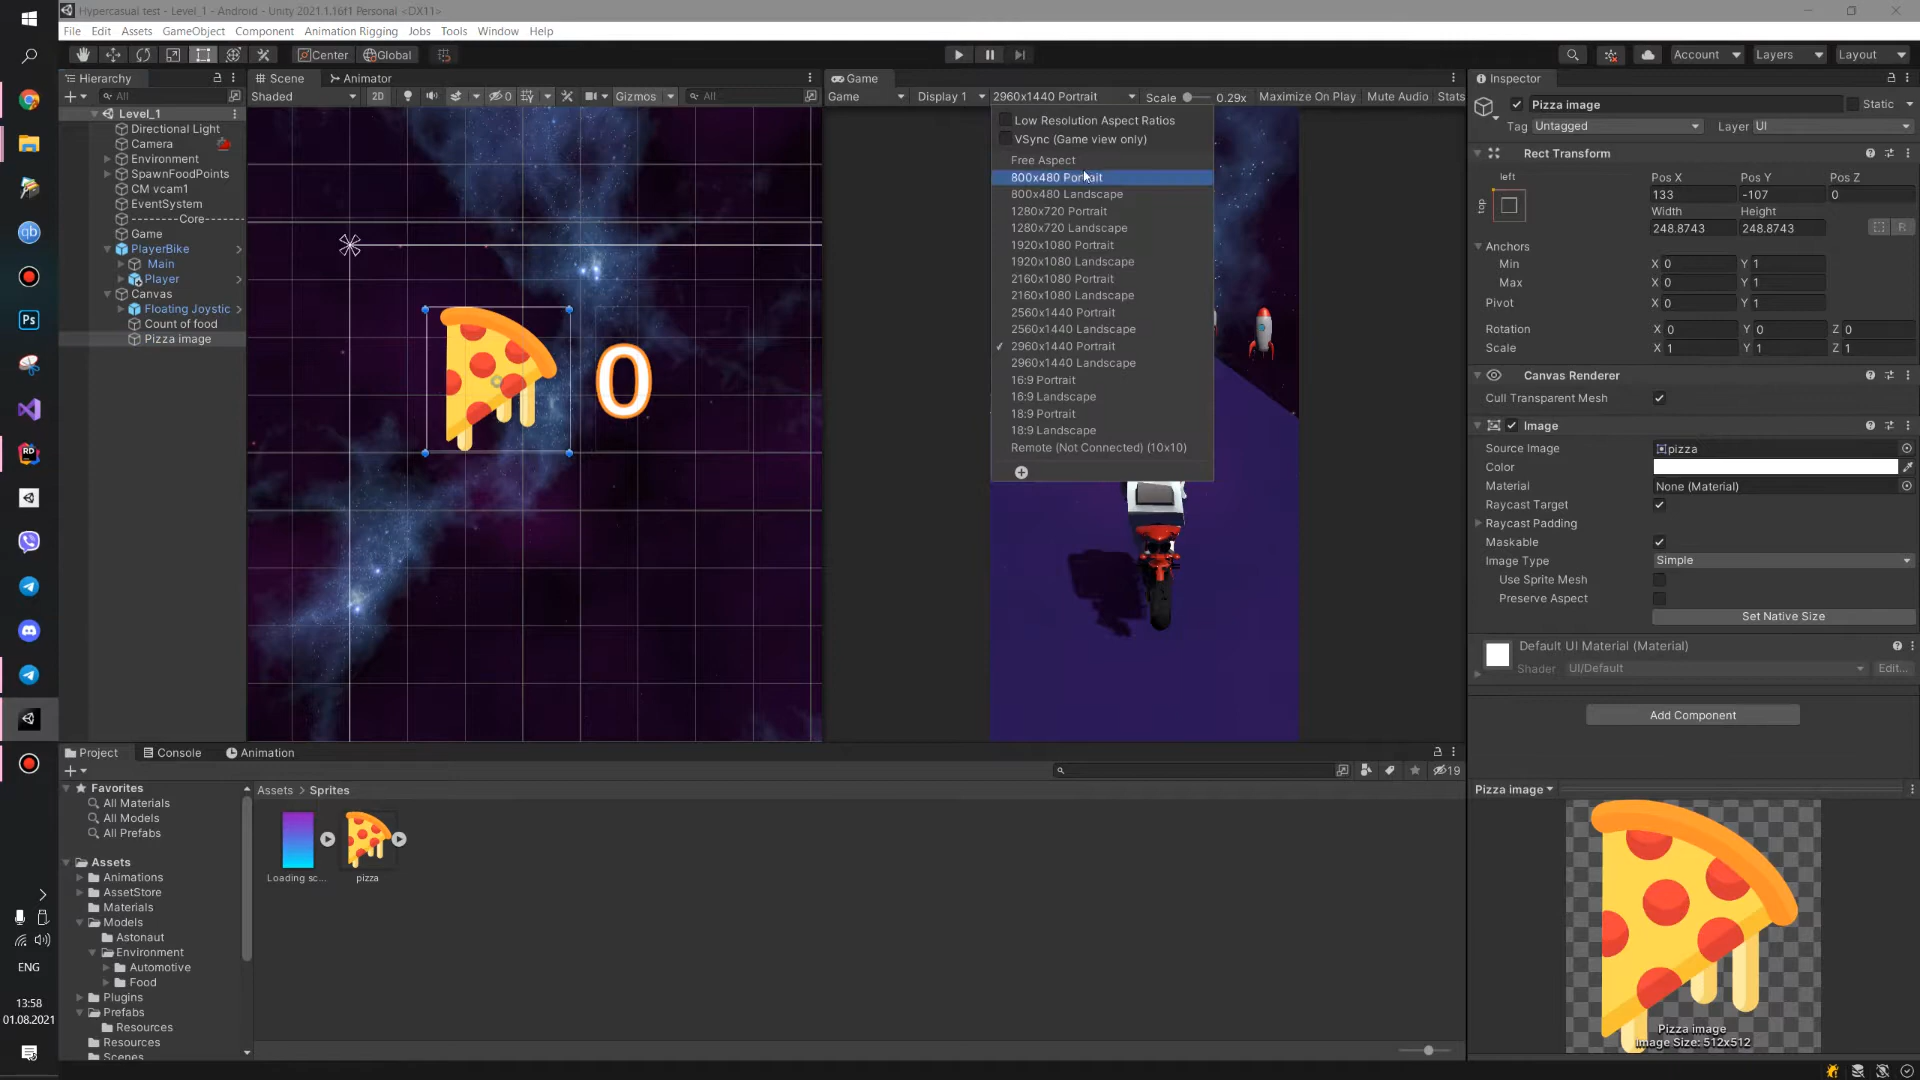 Hypercasual test - Level_1 - Android - Unity 2021.1.16f1 Personal <DX11>
File Edit Assets GameObject Component Animation Rigging Jobs Tools Window Help
Center Global
Account Layers Layout
Hierarchy
All
Level_1
Directional Light
Camera
Environment
SpawnFoodPoints
CM vcam1
EventSystem
--------Core--------
Game
PlayerBike
Main
Player
Canvas
Floating Joystic
Count of food
Pizza image
Scene Animator
Shaded 2D 0 Gizmos All
0
Game
Game Display 1 2960x1440 Portrait Scale 0.29x Maximize On Play Mute Audio Stats
Low Resolution Aspect Ratios
VSync (Game view only)
Free Aspect
800x480 Portrait
800x480 Landscape
1280x720 Portrait
1280x720 Landscape
1920x1080 Portrait
1920x1080 Landscape
2160x1080 Portrait
2160x1080 Landscape
2560x1440 Portrait
2560x1440 Landscape
2960x1440 Portrait
2960x1440 Landscape
16:9 Portrait
16:9 Landscape
18:9 Portrait
18:9 Landscape
Remote (Not Connected) (10x10)
Inspector
Pizza image Static
Tag Untagged Layer UI
Rect Transform
left
top
Pos X Pos Y Pos Z
133 -107 0
Width Height
248.8743 248.8743 R
Anchors
Min X 0 Y 1
Max X 0 Y 1
Pivot X 0 Y 1
Rotation X 0 Y 0 Z 0
Scale X 1 Y 1 Z 1
Canvas Renderer
Cull Transparent Mesh
Image
Source Image pizza
Color
Material None (Material)
Raycast Target
Raycast Padding
Maskable
Image Type Simple
Use Sprite Mesh
Preserve Aspect
Set Native Size
Default UI Material (Material)
Shader UI/Default Edit...
Add Component
Pizza image
Pizza image
Image Size: 512x512
Project Console Animation
19
Favorites
All Materials
All Models
All Prefabs
Assets
Animations
AssetStore
Materials
Models
Astonaut
Environment
Automotive
Food
Plugins
Prefabs
Resources
Resources
Scenes
Assets > Sprites
Loading sc...
pizza
qb
Ps
RD
ENG
13:58
01.08.2021